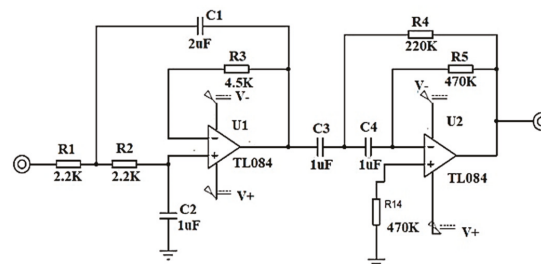 C1
2uF
R3
4.5K
V-
U1
R1
2.2K
R2
2.2K
TL084
C2
1uF
V+
R4
220K
R5
470K
V-
U2
C3
1uF
C4
1uF
TL084
R14
470K
V+